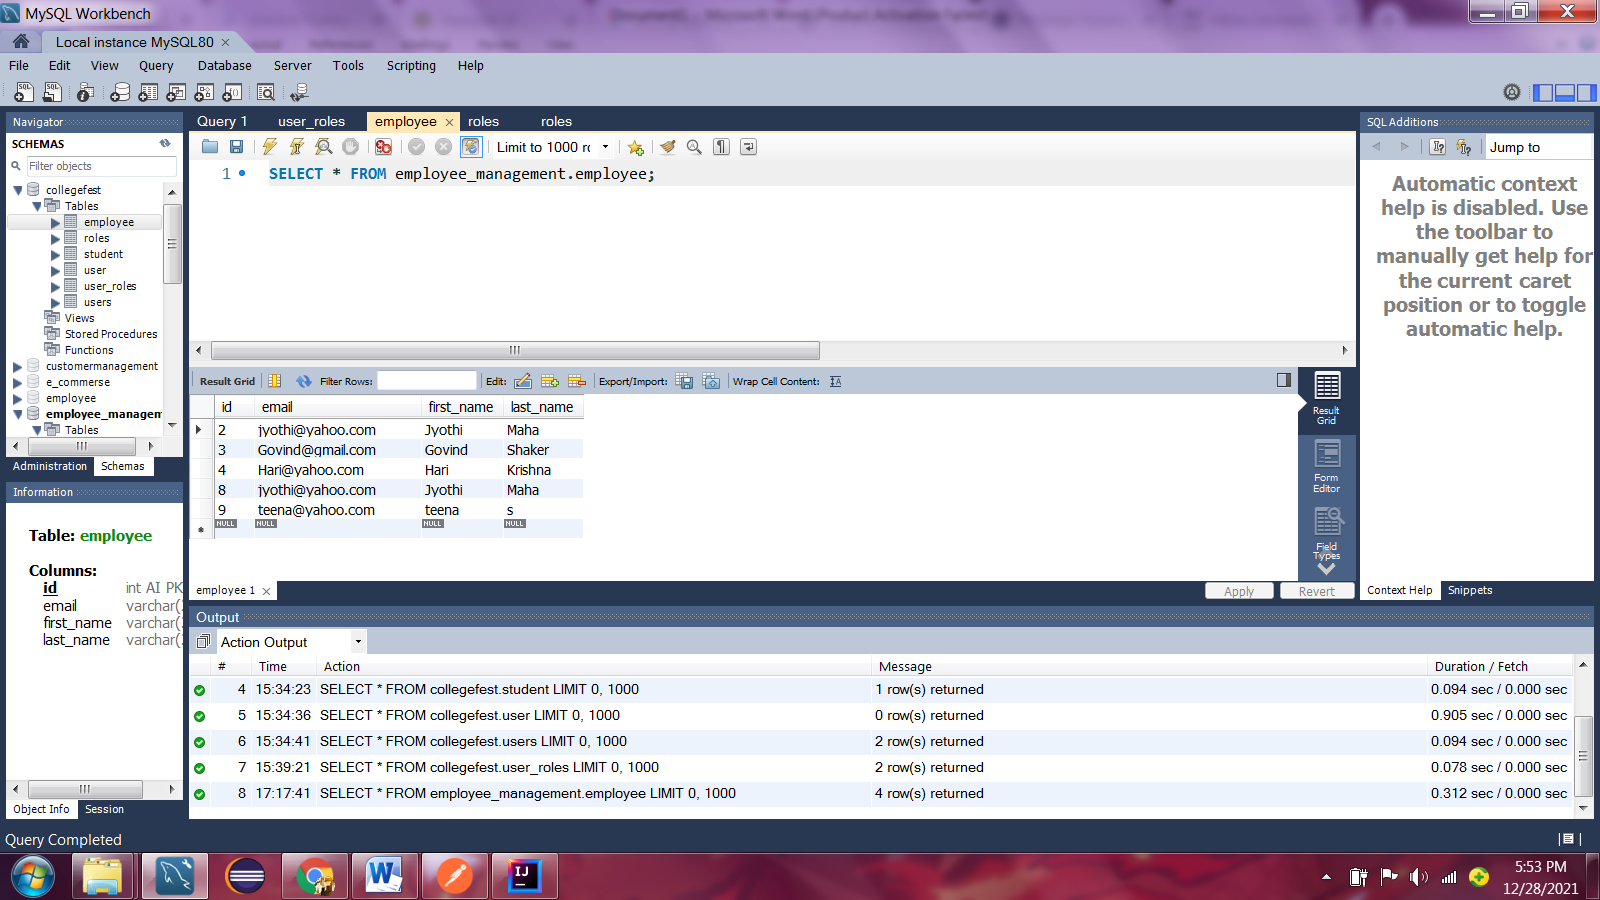 MySQL Workbench
Local instance MySQL80
File Edit View Query Database Server Tools Scripting Help
Navigator
SCHEMAS
Filter objects
collegefest
Tables
employee
roles
student
user
user_roles
users
Views
Stored Procedures
Functions
customermanagement
e_commerse
employee
employee_managem
Tables
Administration Schemas
Information
Table: employee
Columns:
id int AI PK
email varchar(
first_name varchar(
last_name varchar(
Object Info Session
Query Completed
Query 1 user_roles employee roles roles
Limit to 1000 ro
1 SELECT * FROM employee_management.employee;
Result Grid Filter Rows: Edit: Export/Import: Wrap Cell Content:
id email first_name last_name
2 jyothi@yahoo.com Jyothi Maha
3 Govind@gmail.com Govind Shaker
4 Hari@yahoo.com Hari Krishna
8 jyothi@yahoo.com Jyothi Maha
9 teena@yahoo.com teena s
NULL NULL NULL NULL
Result Grid
Form Editor
Field Types
employee 1 Apply Revert
SQL Additions
Jump to
Automatic context
help is disabled. Use
the toolbar to
manually get help for
the current caret
position or to toggle
automatic help.
Context Help Snippets
Output
Action Output
# Time Action Message Duration / Fetch
4 15:34:23 SELECT * FROM collegefest.student LIMIT 0, 1000 1 row(s) returned 0.094 sec / 0.000 sec
5 15:34:36 SELECT * FROM collegefest.user LIMIT 0, 1000 0 row(s) returned 0.905 sec / 0.000 sec
6 15:34:41 SELECT * FROM collegefest.users LIMIT 0, 1000 2 row(s) returned 0.094 sec / 0.000 sec
7 15:39:21 SELECT * FROM collegefest.user_roles LIMIT 0, 1000 2 row(s) returned 0.078 sec / 0.000 sec
8 17:17:41 SELECT * FROM employee_management.employee LIMIT 0, 1000 4 row(s) returned 0.312 sec / 0.000 sec
5:53 PM
12/28/2021